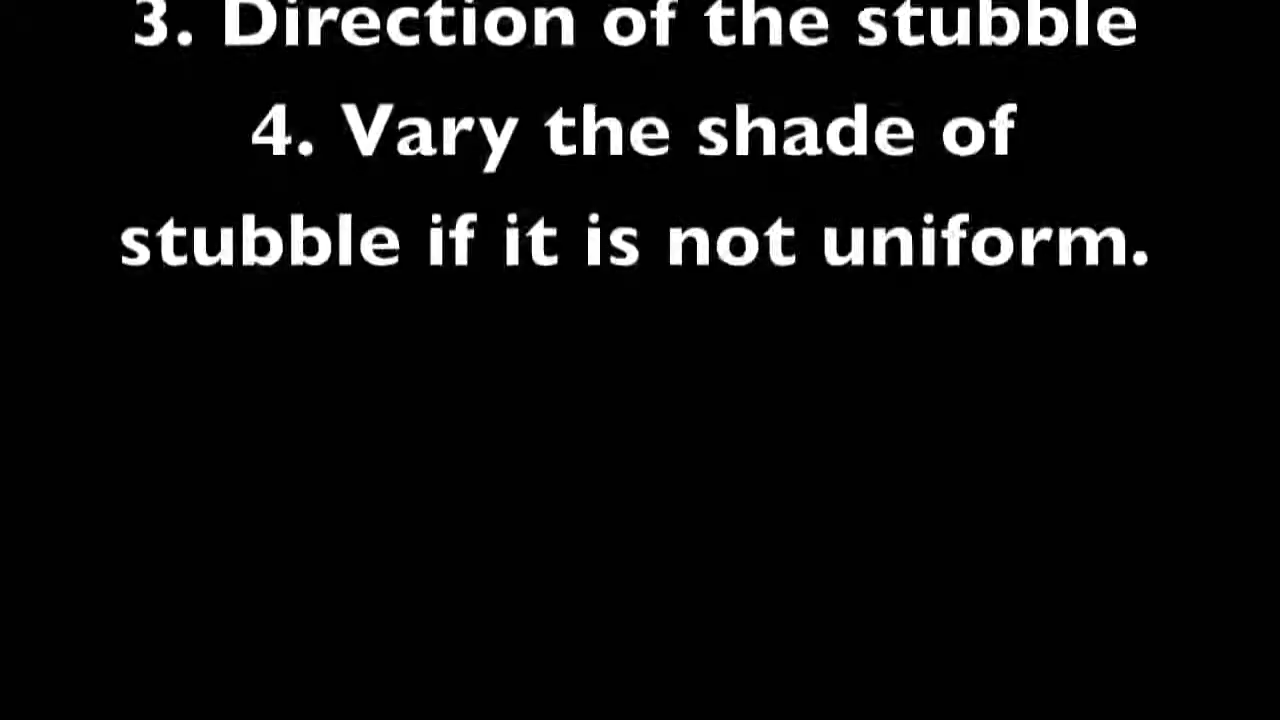 3. Direction of the stubble
4. Vary the shade of
stubble if it is not uniform.